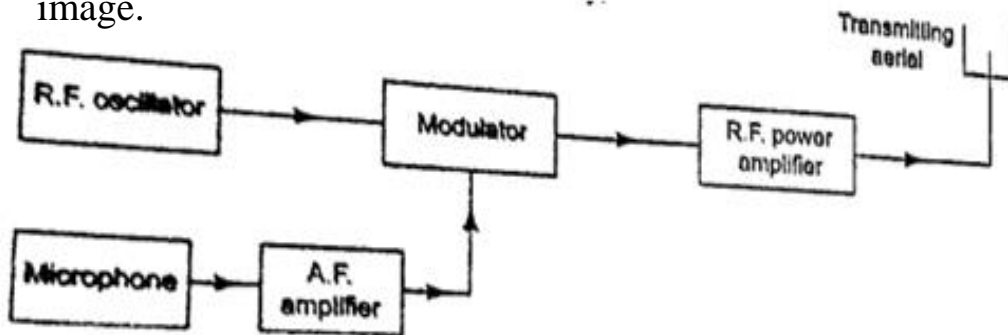 image.
Transmitting
aerial
R.F. oscillator
Modulator
R.F. power
amplifier
Microphone
A.F.
amplifier